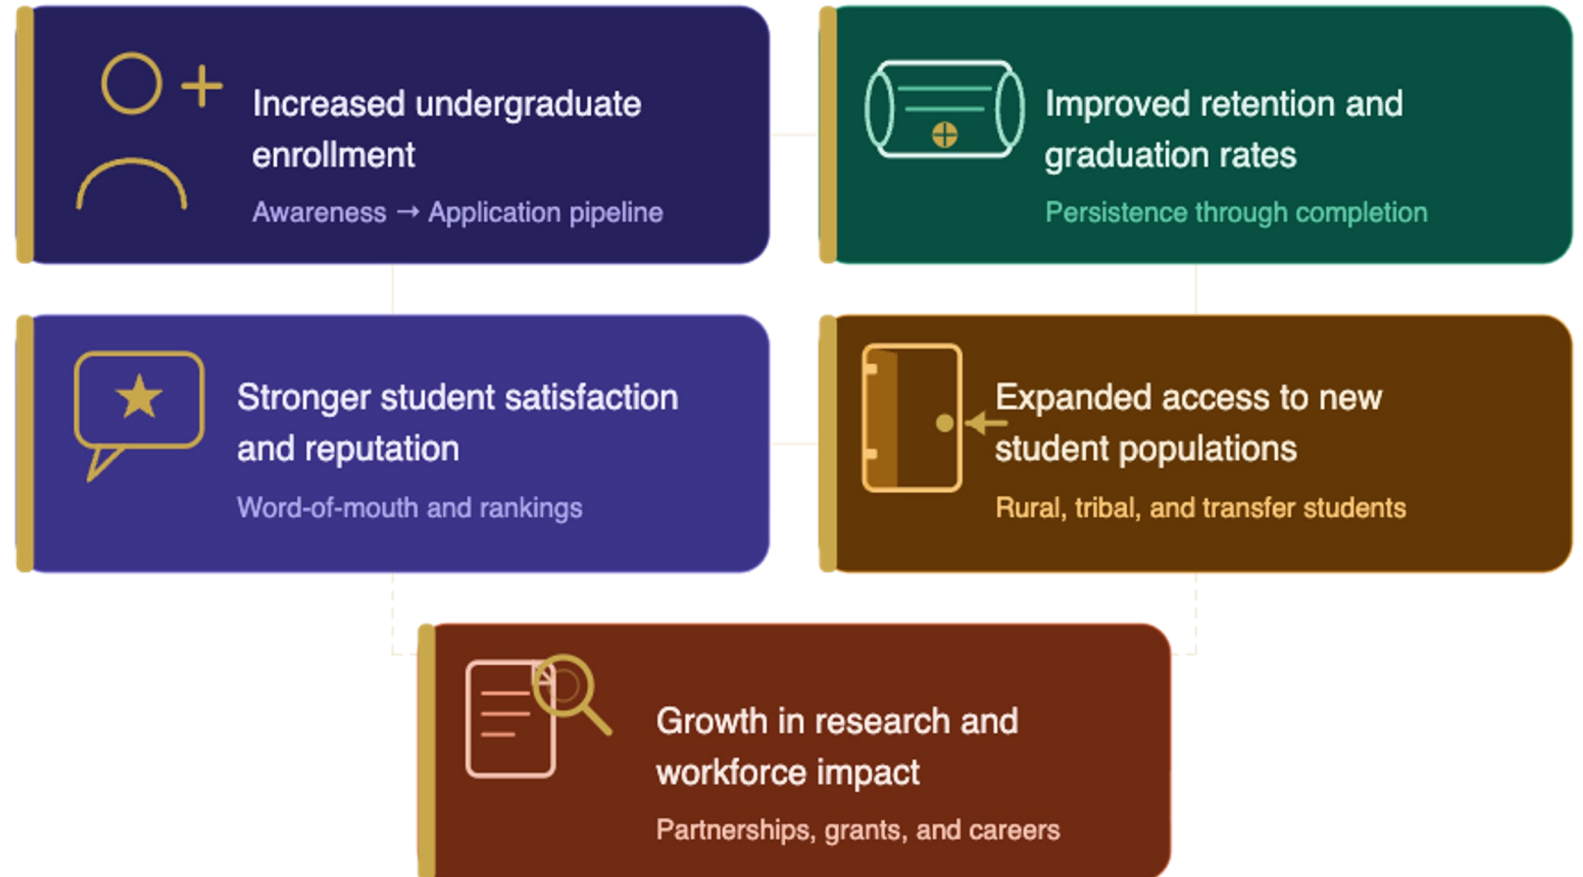 Increased undergraduate
enrollment
Awareness → Application pipeline
Improved retention and
graduation rates
Persistence through completion
Stronger student satisfaction
and reputation
Word-of-mouth and rankings
Expanded access to new
student populations
Rural, tribal, and transfer students
Growth in research and
workforce impact
Partnerships, grants, and careers